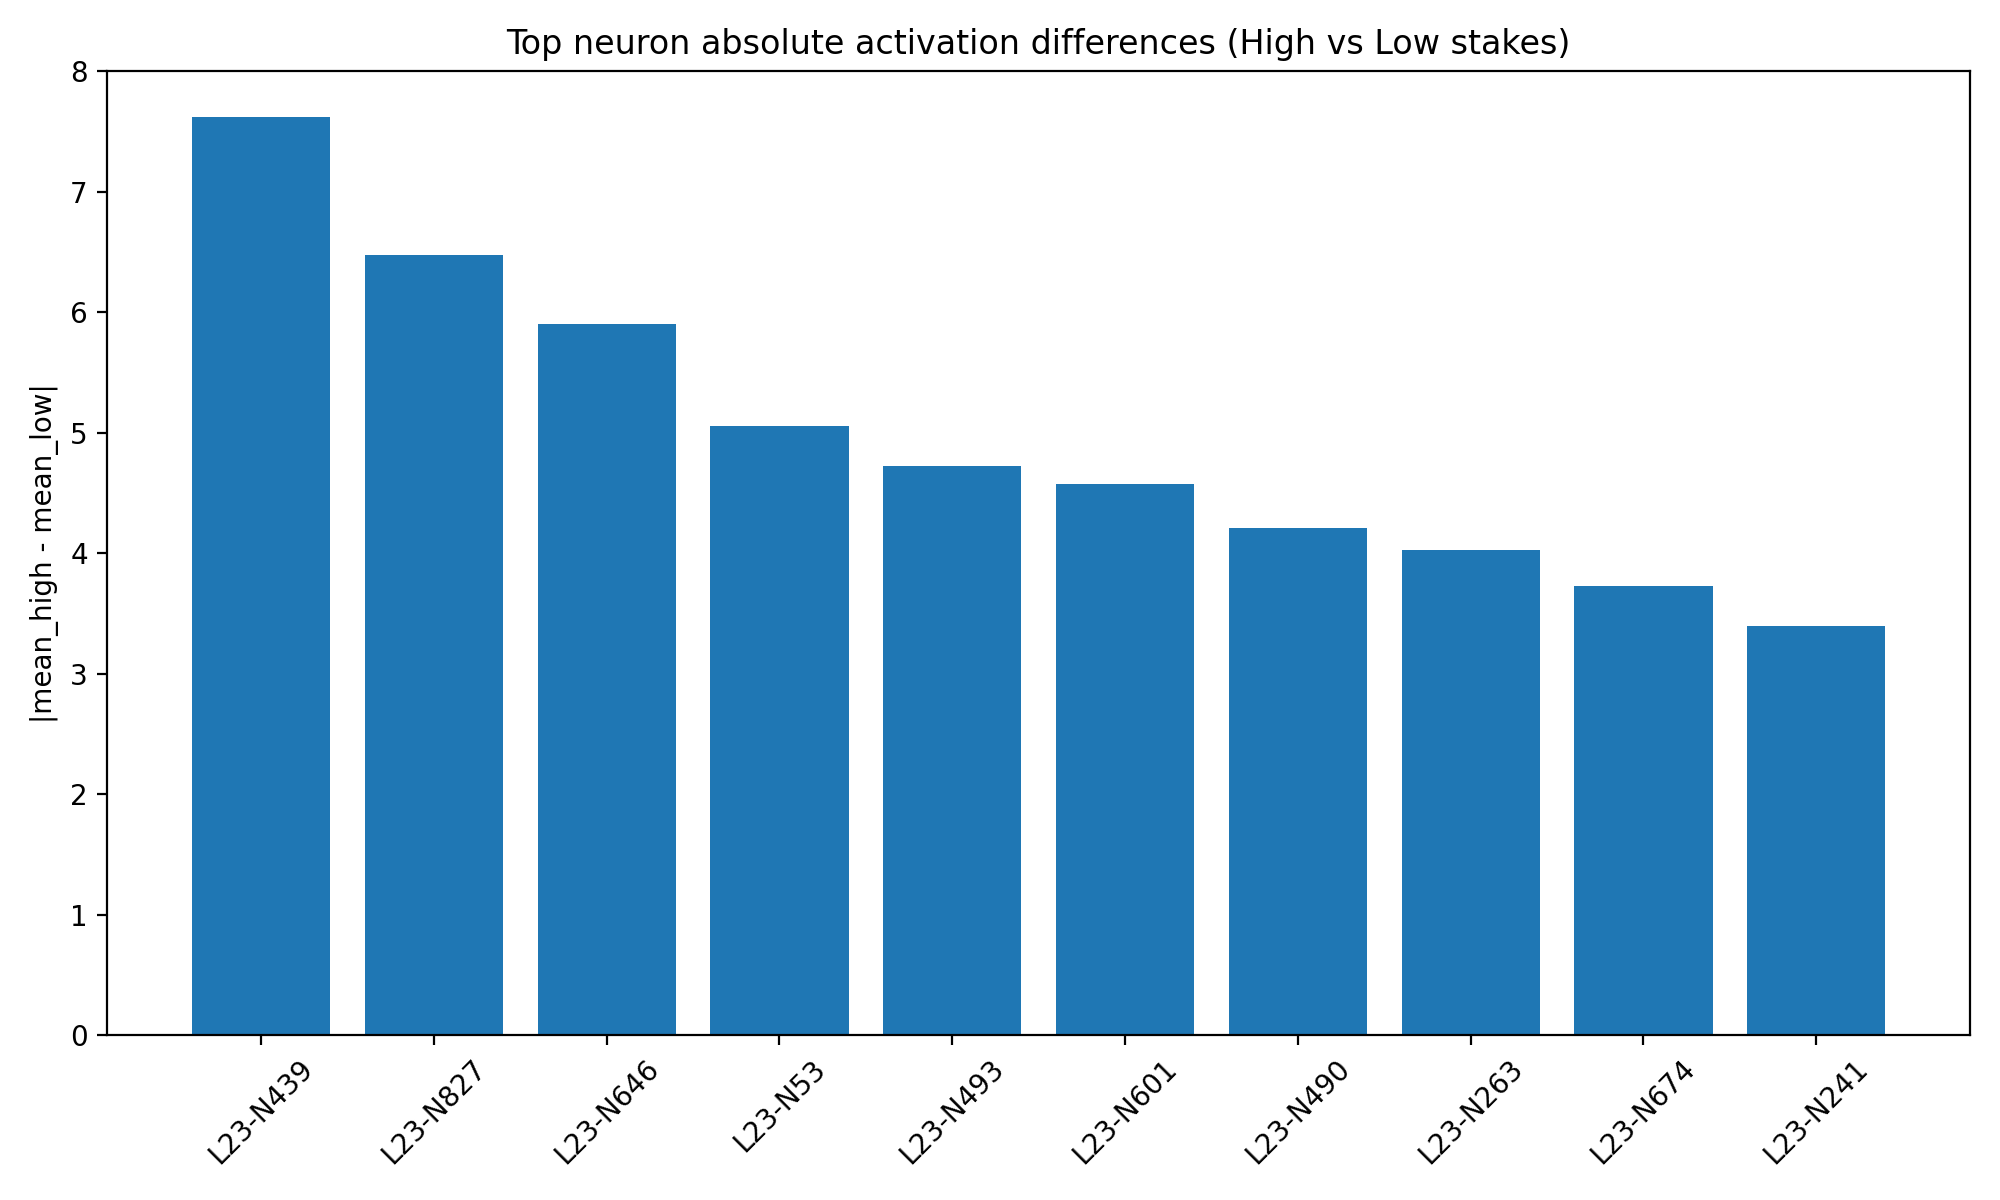 Top neuron absolute activation differences (High vs Low stakes)
|mean_high - mean_low|
8
7
6
5
4
3
2
1
0
L23-N439
L23-N827
L23-N646
L23-N53
L23-N493
L23-N601
L23-N490
L23-N263
L23-N674
L23-N241